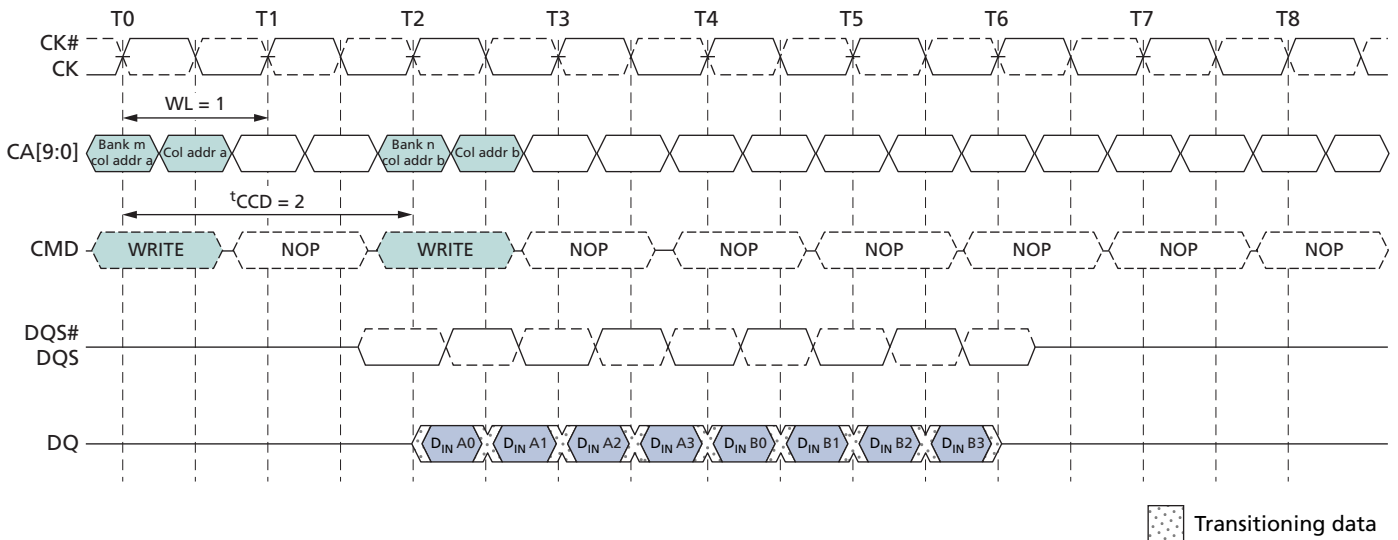 T0 T1 T2 T3 T4 T5 T6 T7 T8
CK#
CK
WL = 1
CA[9:0]
Bank m
col addr a
Col addr a
Bank n
col addr b
Col addr b
tCCD = 2
CMD WRITE NOP WRITE NOP NOP NOP NOP NOP NOP
DQS#
DQS
DQ DIN A0 DIN A1 DIN A2 DIN A3 DIN B0 DIN B1 DIN B2 DIN B3
Transitioning data